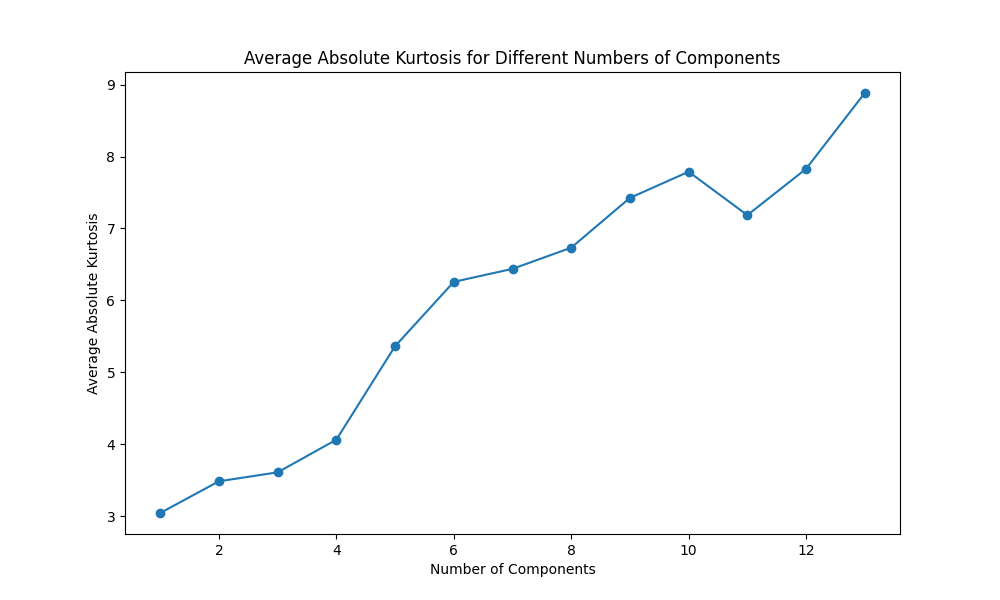 Average Absolute Kurtosis for Different Numbers of Components
9
8
7
6
5
4
3
Average Absolute Kurtosis
2 4 6 8 10 12
Number of Components